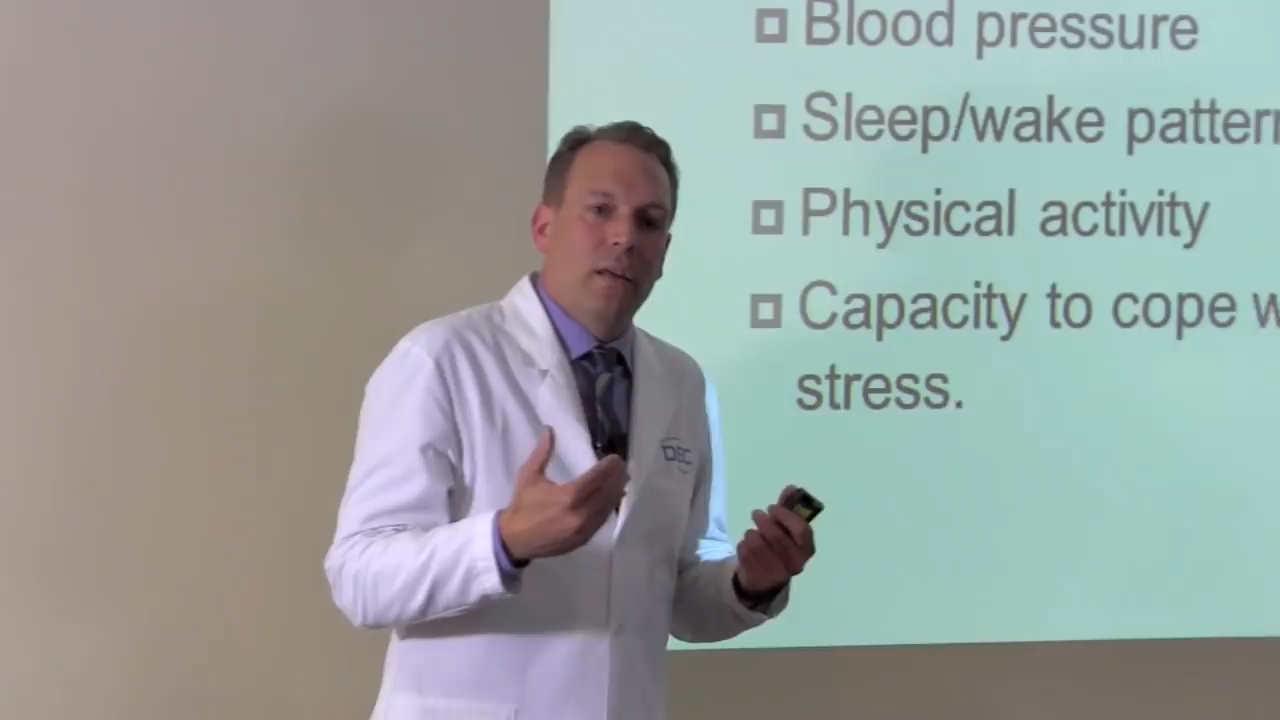 Blood pressure
Sleep/wake patter
Physical activity
Capacity to cope w
stress.